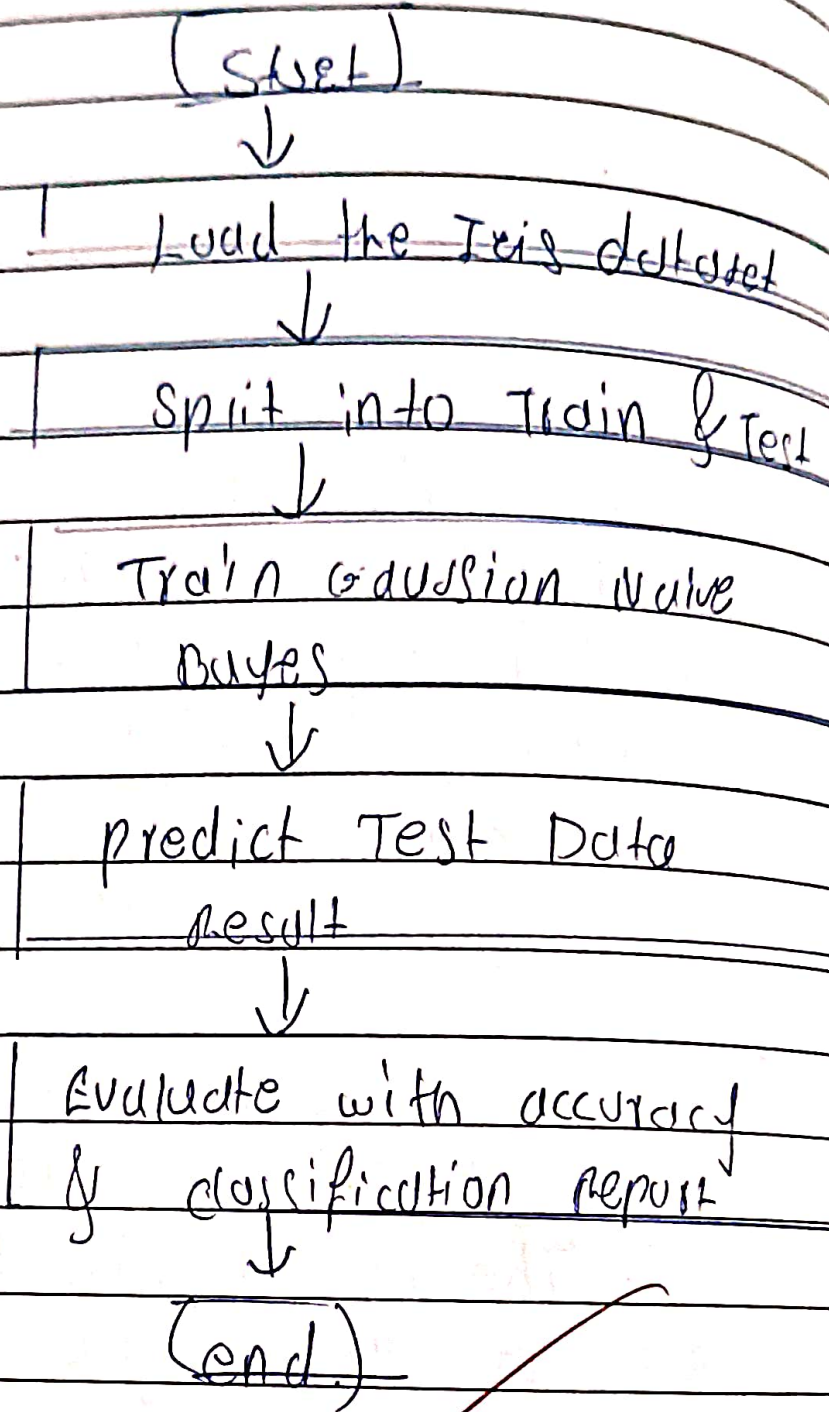 Start
Load the Iris dataset
Split into Train & Test
Train Gaussion Naive
Bayes
predict Test Data
Result
Evaluate with accuracy
& classification Report
end